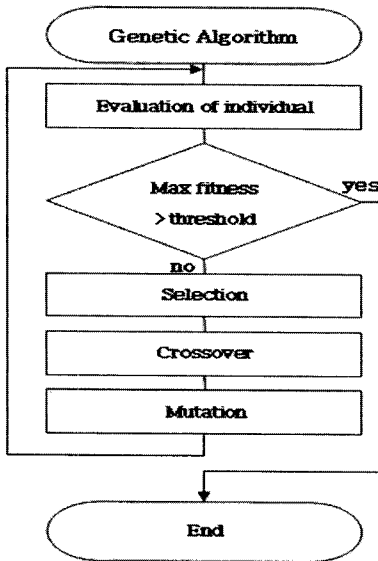 Genetic Algorithm
Evaluation of individual
Max fitness
> threshold
yes
no
Selection
Crossover
Mutation
End